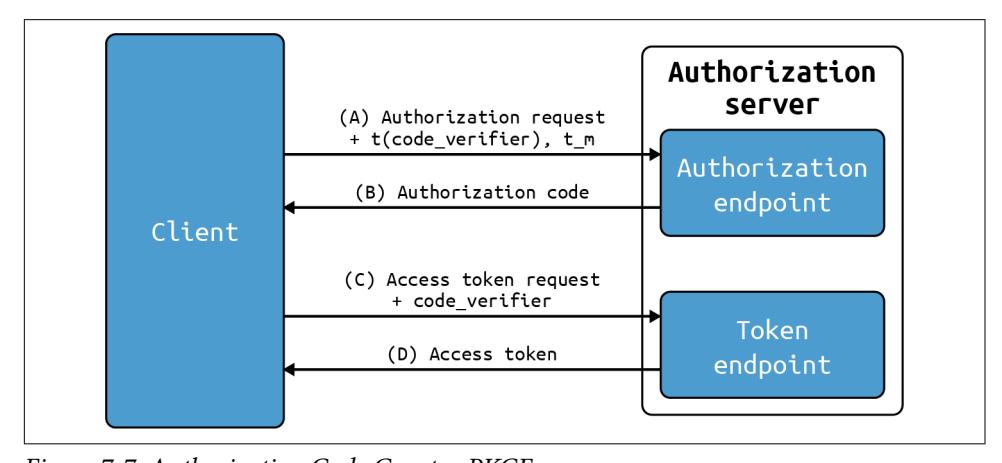 Client
(A) Authorization request
+ t(code_verifier), t_m
(B) Authorization code
(C) Access token request
+ code_verifier
(D) Access token
Authorization
server
Authorization
endpoint
Token
endpoint
Figure 7.7: Authorization Code Grant + PKCE